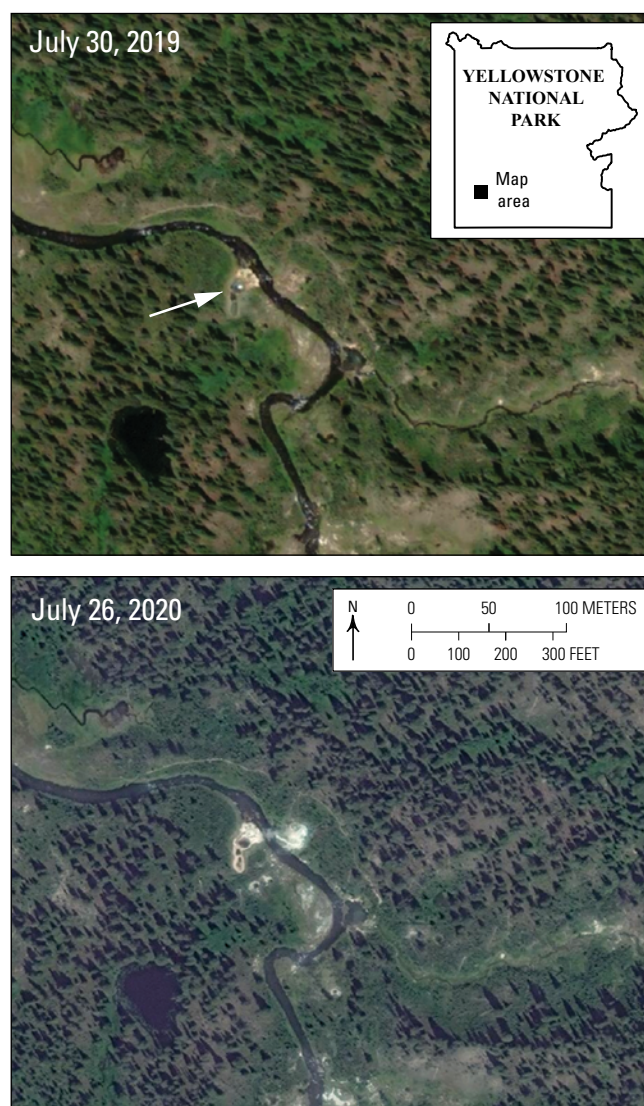 July 30, 2019
YELLOWSTONE
NATIONAL
PARK
Map
area
July 26, 2020
N
0 50 100 METERS
0 100 200 300 FEET